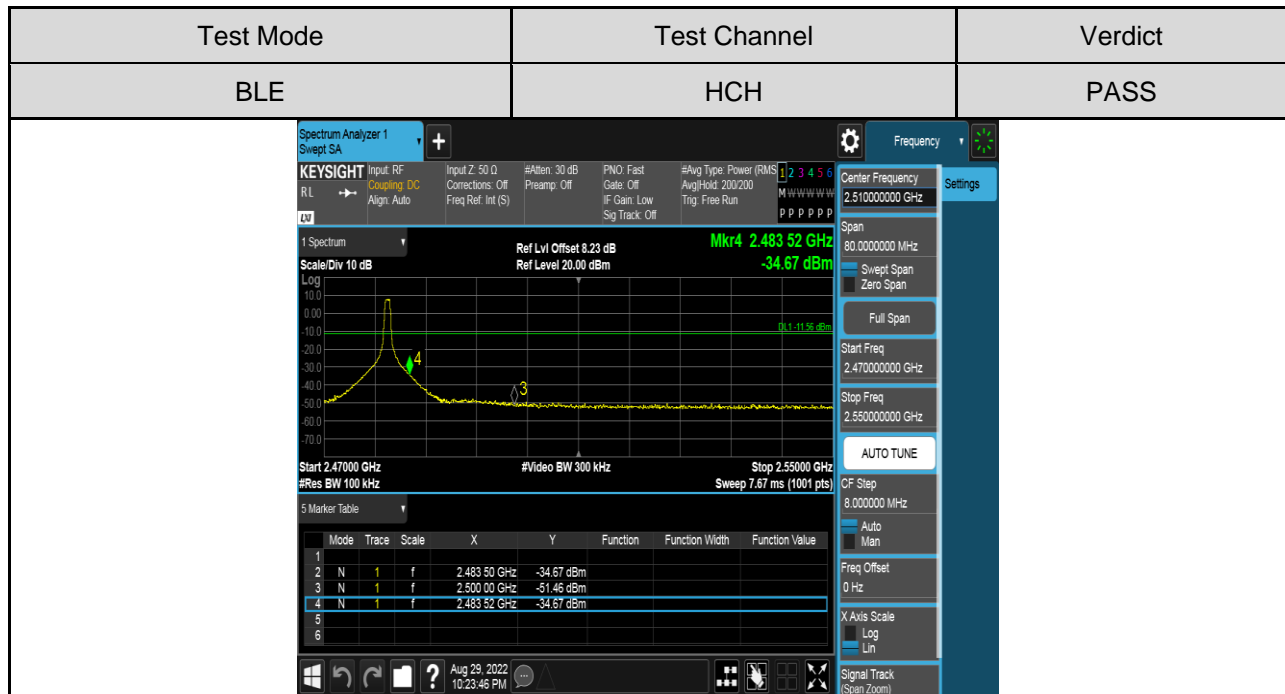 Test Mode Test Channel Verdict
BLE HCH PASS
Spectrum Analyzer 1
Swept SA
+
Frequency
KEYSIGHT Input: RF Input Z: 50 Ω #Atten: 30 dB PNO: Fast #Avg Type: Power (RMS 1 2 3 4 5 6
RL Coupling: DC Corrections: Off Preamp: Off Gate: Off Avg|Hold: 200/200 M W W W W W
Align: Auto Freq Ref: Int (S) IF Gain: Low Trig: Free Run
LXI Sig Track: Off P P P P P P
1 Spectrum Ref Lvl Offset 8.23 dB Mkr4 2.483 52 GHz
Scale/Div 10 dB Ref Level 20.00 dBm -34.67 dBm
Log
10.0
0.00
-10.0 DL1 -11.56 dBm
-20.0
-30.0 4
-40.0 3
-50.0
-60.0
-70.0
Start 2.47000 GHz #Video BW 300 kHz Stop 2.55000 GHz
#Res BW 100 kHz Sweep 7.67 ms (1001 pts)
5 Marker Table
Mode Trace Scale X Y Function Function Width Function Value
1
2 N 1 f 2.483 50 GHz -34.67 dBm
3 N 1 f 2.500 00 GHz -51.46 dBm
4 N 1 f 2.483 52 GHz -34.67 dBm
5
6
? Aug 29, 2022
10:23:46 PM
Center Frequency
2.510000000 GHz
Settings
Span
80.0000000 MHz
Swept Span
Zero Span
Full Span
Start Freq
2.470000000 GHz
Stop Freq
2.550000000 GHz
AUTO TUNE
CF Step
8.000000 MHz
Auto
Man
Freq Offset
0 Hz
X Axis Scale
Log
Lin
Signal Track
(Span Zoom)